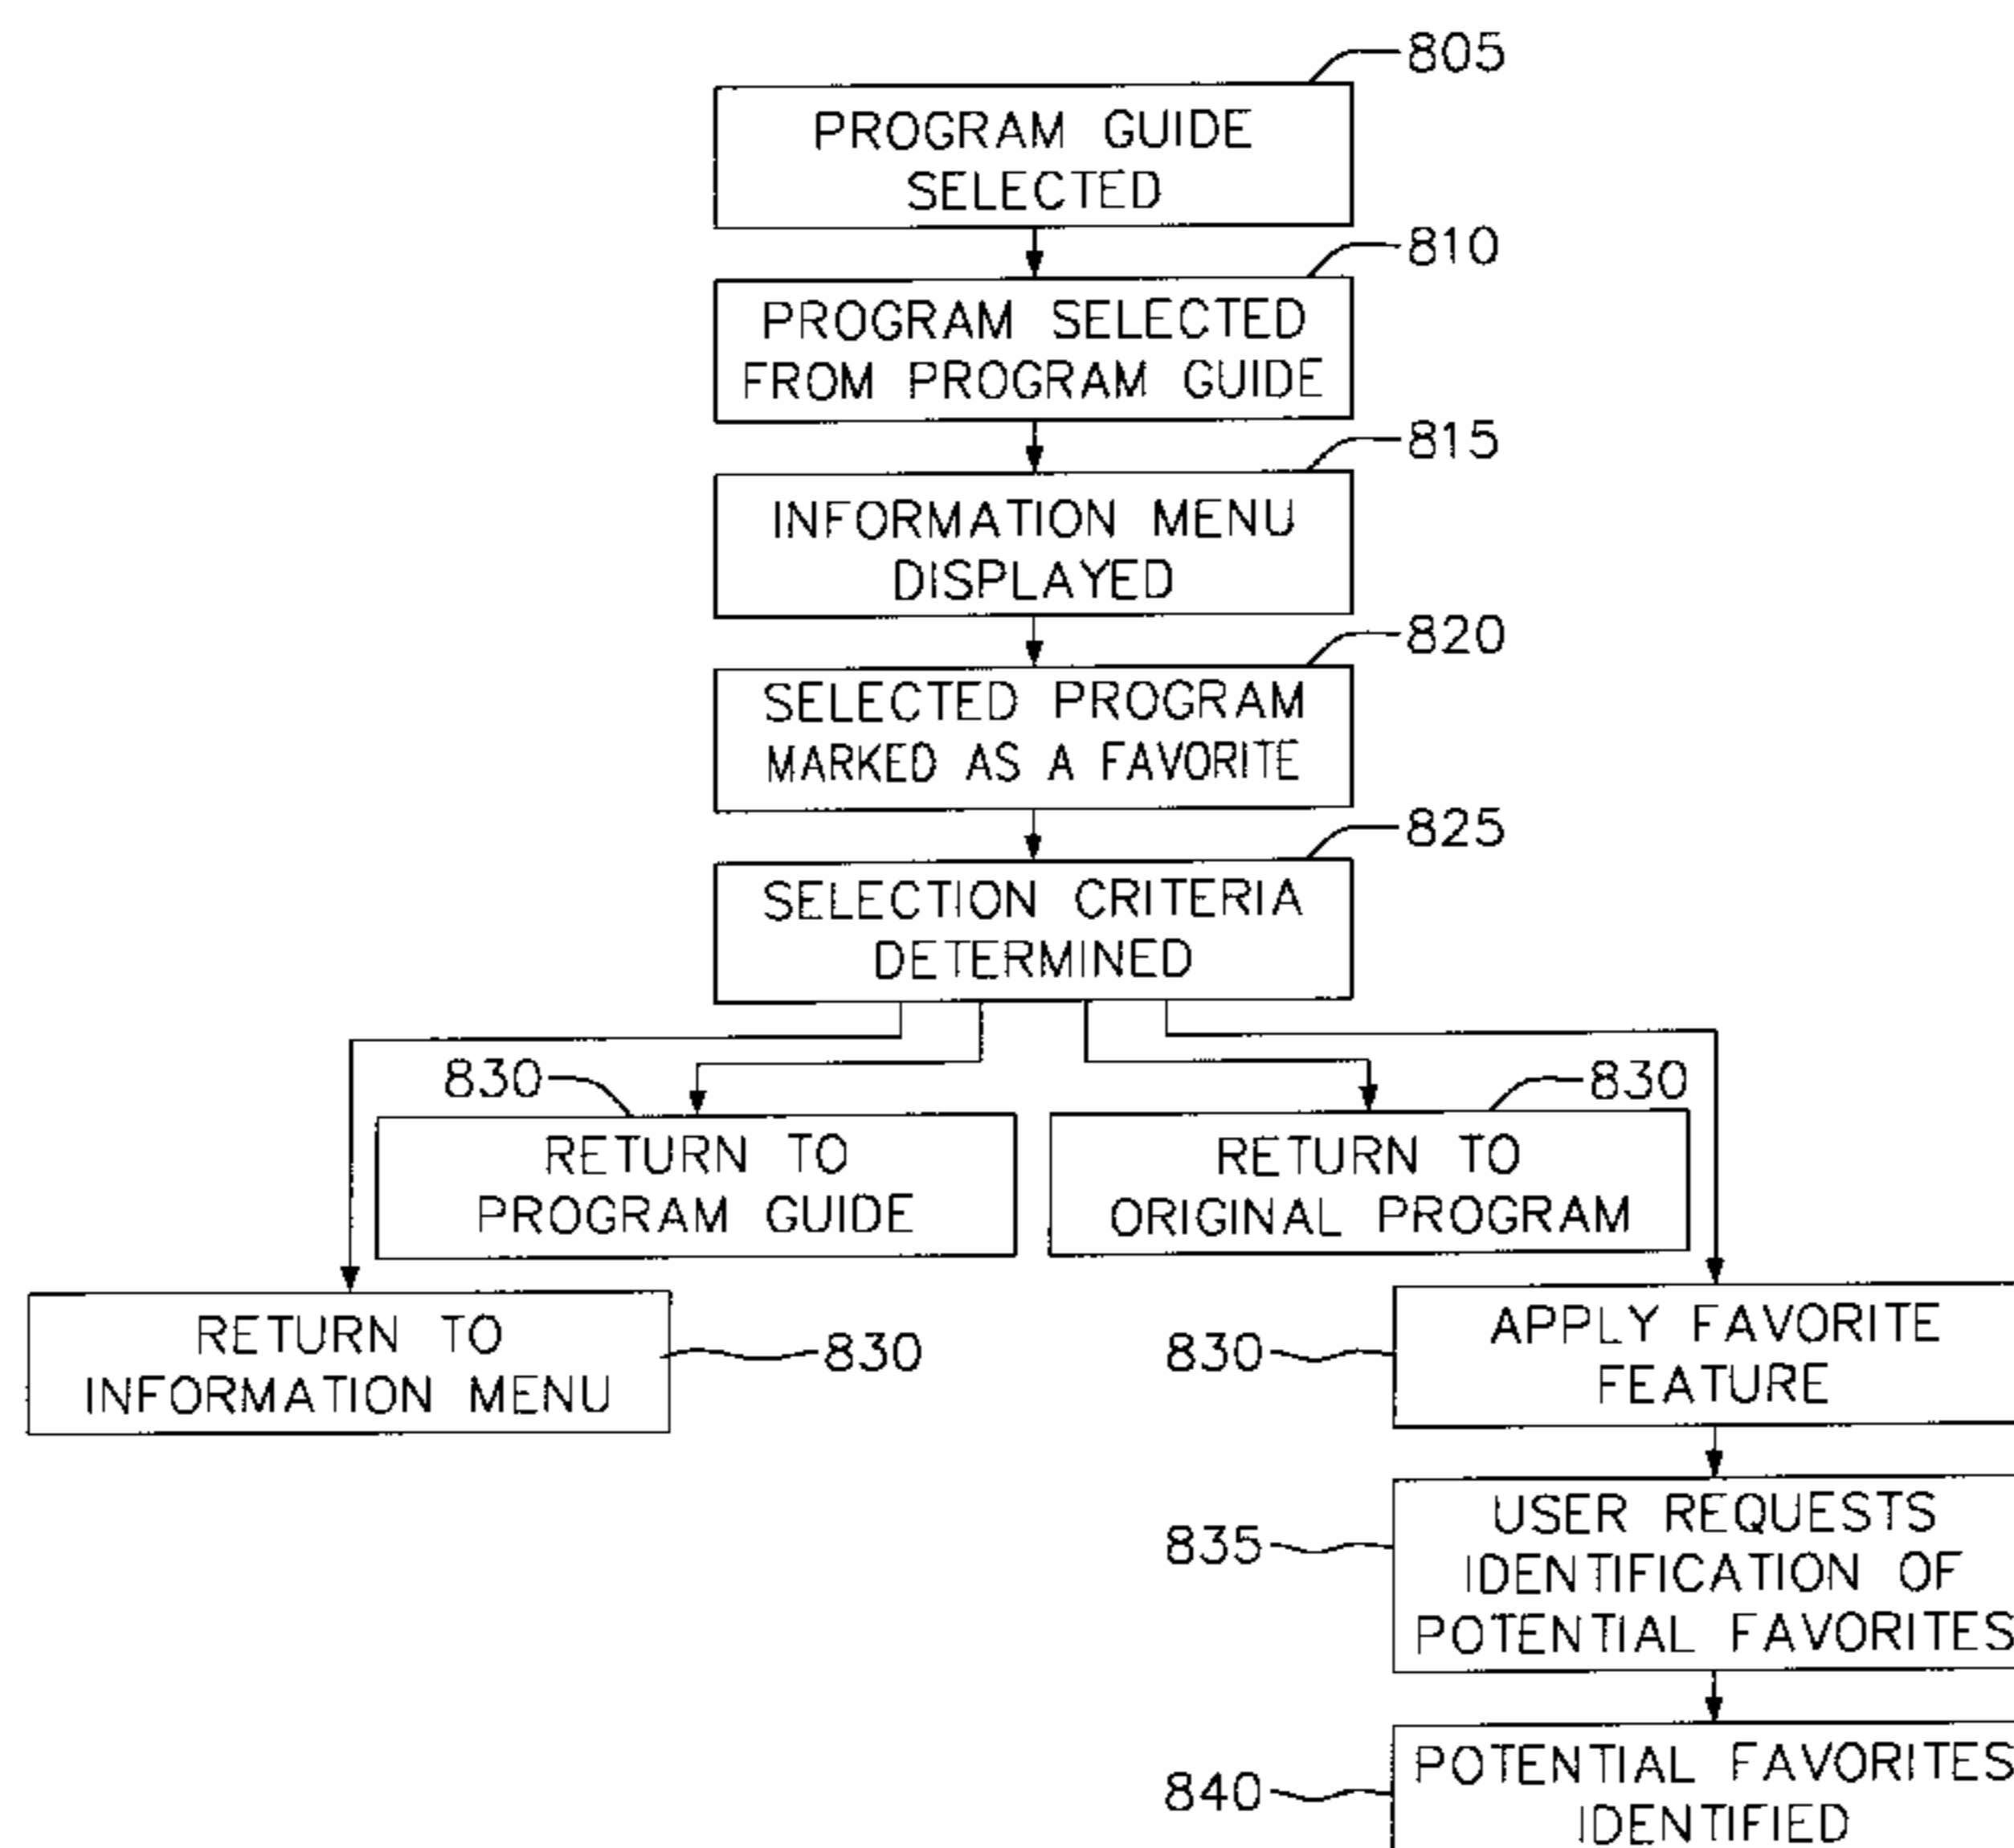 805
PROGRAM GUIDE
SELECTED
810
PROGRAM SELECTED
FROM PROGRAM GUIDE
815
INFORMATION MENU
DISPLAYED
820
SELECTED PROGRAM
MARKED AS A FAVORITE
825
SELECTION CRITERIA
DETERMINED
830
RETURN TO
PROGRAM GUIDE
830
RETURN TO
ORIGINAL PROGRAM
RETURN TO
INFORMATION MENU
830
830
APPLY FAVORITE
FEATURE
835
USER REQUESTS
IDENTIFICATION OF
POTENTIAL FAVORITES
840
POTENTIAL FAVORITES
IDENTIFIED